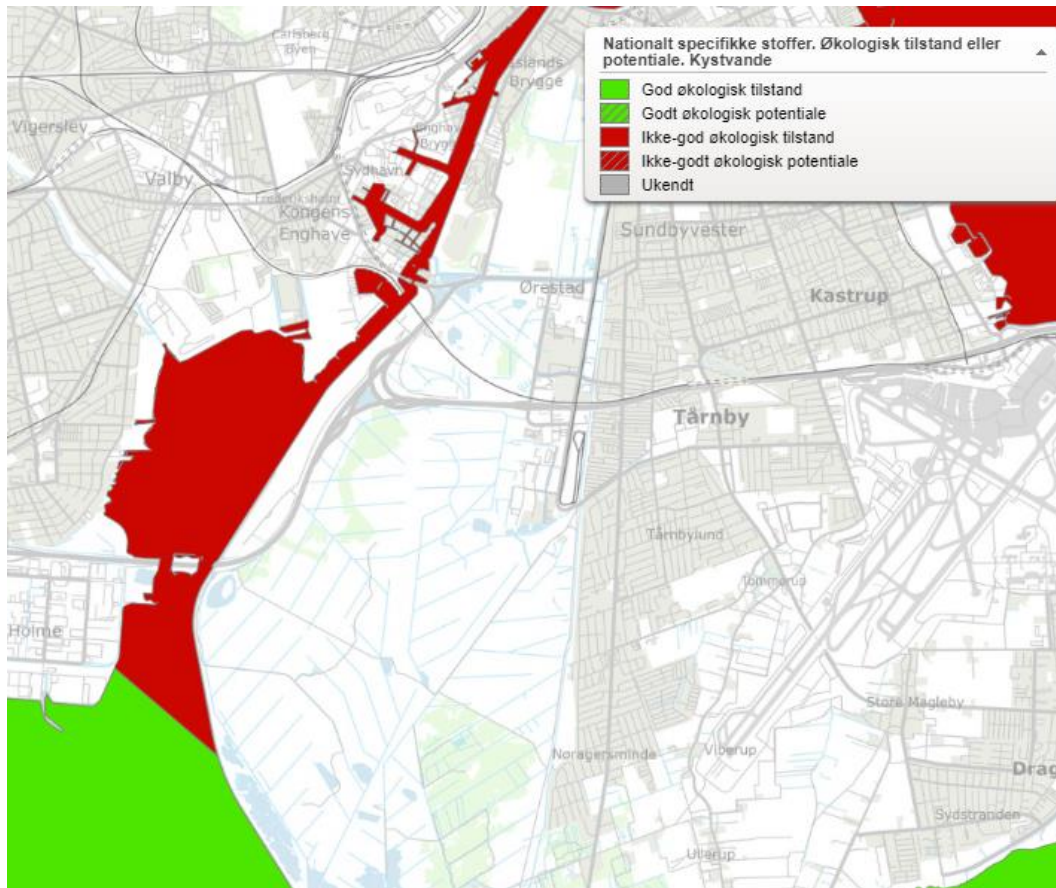 Nationalt specifikke stoffer. Økologisk tilstand eller
potentiale. Kystvande
God økologisk tilstand
Godt økologisk potentiale
Ikke-god økologisk tilstand
Ikke-godt økologisk potentiale
Ukendt
Carlsberg
Byen
Islands
Brygge
Vigerslev
Enghave
Brygge
Valby
Sydhavn
Frederiksholm
Kongens
Enghave
Sundbyvester
Ørestad
Kastrup
Tårnby
Tårnbylund
Tømmerup
Holme
Store Magleby
Nøragersminde
Viberup
Drag
Sydstranden
Ullerup